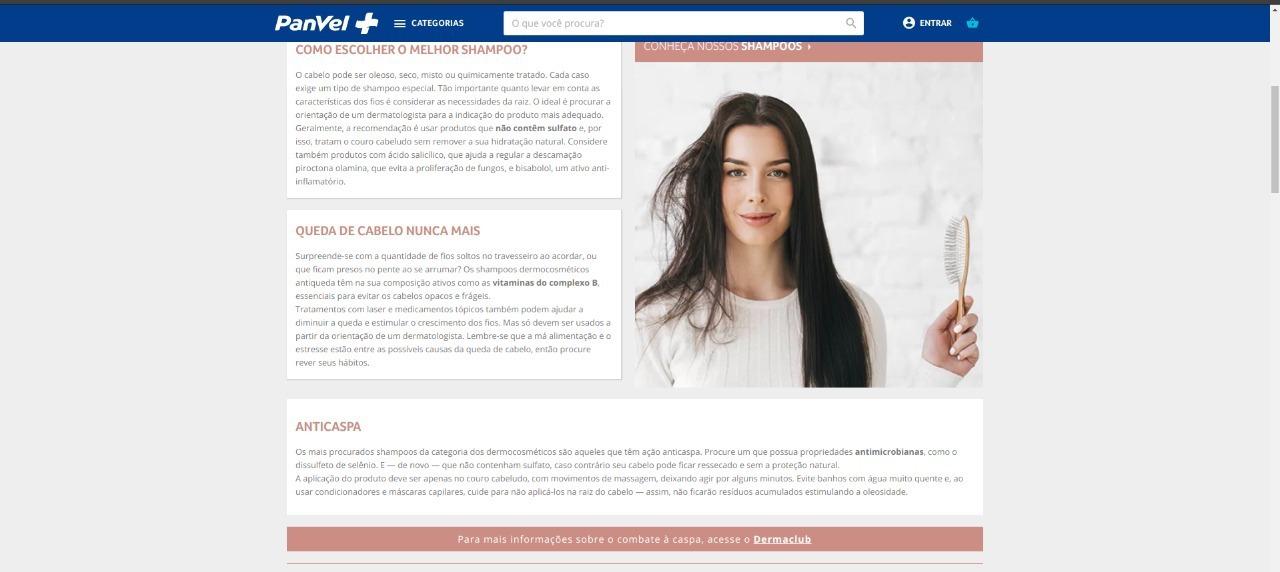 PanVel
CATEGORIAS
O que você procura?
ENTRAR
COMO ESCOLHER O MELHOR SHAMPOO?
O cabelo pode ser oleoso, seco, misto ou quimicamente tratado. Cada caso
exige um tipo de shampoo especial. Tão importante quanto levar em conta as
características dos fios é considerar as necessidades da raiz. O ideal é procurar a
orientação de um dermatologista para a indicação do produto mais adequado.
Geralmente, a recomendação é usar produtos que não contêm sulfato e, por
isso, tratam o couro cabeludo sem remover a sua hidratação natural. Considere
também produtos com ácido salicílico, que ajuda a regular a descamação
piroctona olamina, que evita a proliferação de fungos, e bisabolol, um ativo anti-
inflamatório.
CONHEÇA NOSSOS SHAMPOOS
QUEDA DE CABELO NUNCA MAIS
Surpreende-se com a quantidade de fios soltos no travesseiro ao acordar, ou
que ficam presos no pente ao se arrumar? Os shampoos dermocosméticos
antiqueda têm na sua composição ativos como as vitaminas do complexo B,
essenciais para evitar os cabelos opacos e frágeis.
Tratamentos com laser e medicamentos tópicos também podem ajudar a
diminuir a queda e estimular o crescimento dos fios. Mas só devem ser usados a
partir da orientação de um dermatologista. Lembre-se que a má alimentação e o
estresse estão entre as possíveis causas da queda de cabelo, então procure
rever seus hábitos.
ANTICASPA
Os mais procurados shampoos da categoria dos dermocosméticos são aqueles que têm ação anticaspa. Procure um que possua propriedades antimicrobianas, como o
dissulfeto de selênio. E — de novo — que não contenham sulfato, caso contrário seu cabelo pode ficar ressecado e sem a proteção natural.
A aplicação do produto deve ser apenas no couro cabeludo, com movimentos de massagem, deixando agir por alguns minutos. Evite banhos com água muito quente e, ao
usar condicionadores e máscaras capilares, cuide para não aplicá-los na raiz do cabelo — assim, não ficarão resíduos acumulados estimulando a oleosidade.
Para mais informações sobre o combate à caspa, acesse o Dermaclub